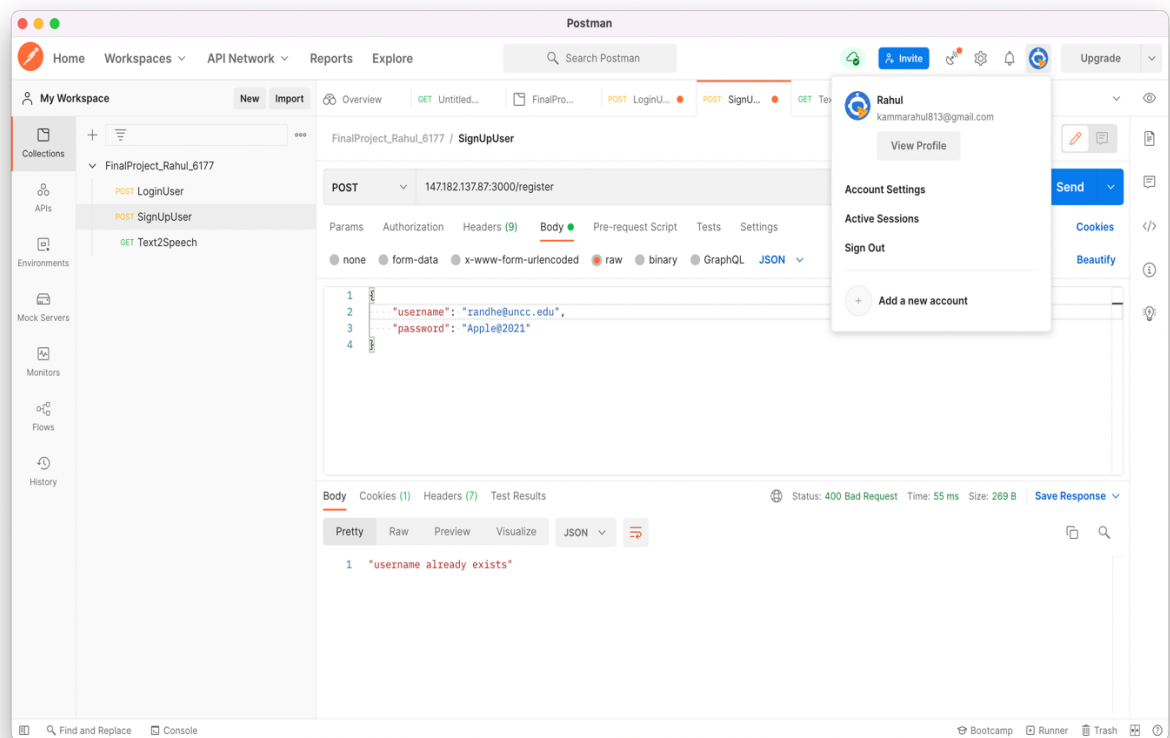 Postman
Home Workspaces API Network Reports Explore Search Postman Invite Upgrade
My Workspace New Import Overview GET Untitled... FinalPro... POST LoginU... POST SignU... GET Tex
Rahul
kammarahul813@gmail.com
View Profile
Account Settings
Active Sessions
Sign Out
+ Add a new account
Collections
APIs
Environments
Mock Servers
Monitors
Flows
History
FinalProject_Rahul_6177
POST LoginUser
POST SignUpUser
GET Text2Speech
FinalProject_Rahul_6177 / SignUpUser
POST 147.182.137.87:3000/register Send
Params Authorization Headers (9) Body Pre-request Script Tests Settings Cookies
none form-data x-www-form-urlencoded raw binary GraphQL JSON Beautify
1 {
2 "username": "randhe@uncc.edu",
3 "password": "Apple@2021"
4 }
Body Cookies (1) Headers (7) Test Results Status: 400 Bad Request Time: 55 ms Size: 269 B Save Response
Pretty Raw Preview Visualize JSON
1 "username already exists"
Find and Replace Console Bootcamp Runner Trash